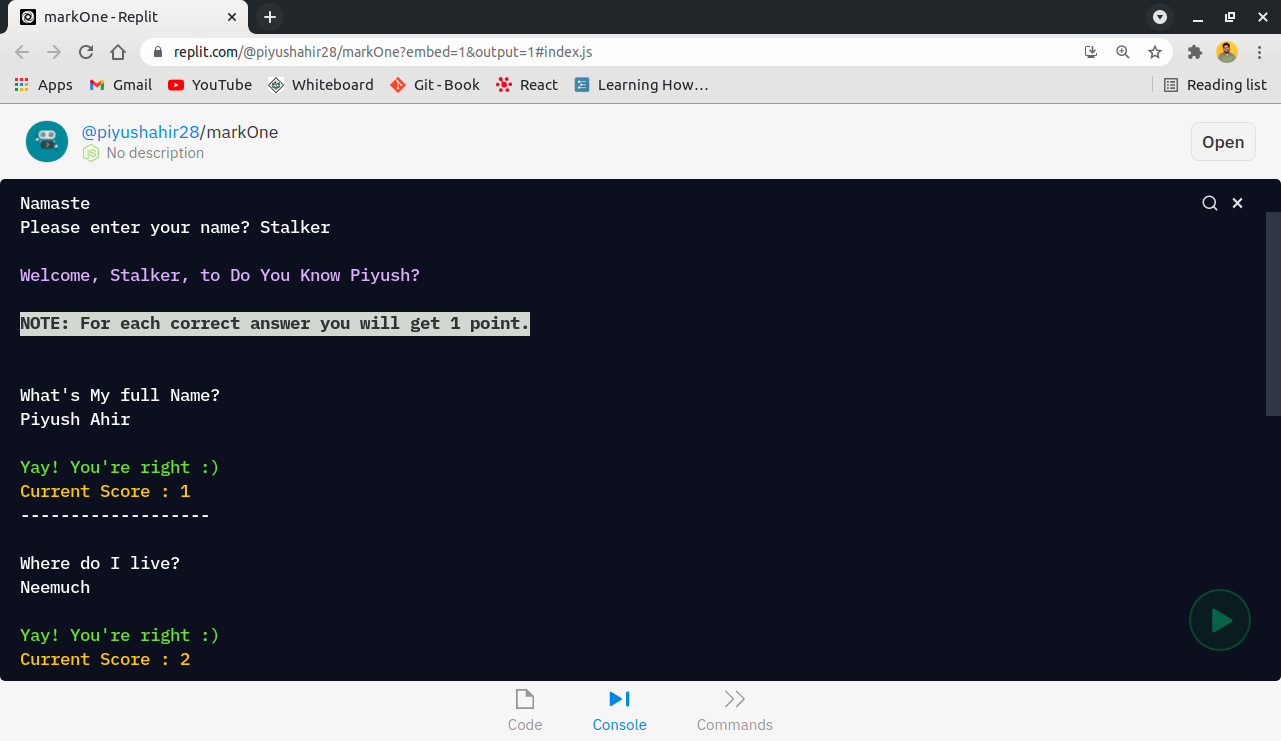 markOne - Replit
replit.com/@piyushahir28/markOne?embed=1&output=1#index.js
Apps Gmail YouTube Whiteboard Git - Book React Learning How… Reading list
@piyushahir28/markOne
No description
Open
Namaste
Please enter your name? Stalker
Welcome, Stalker, to Do You Know Piyush?
NOTE: For each correct answer you will get 1 point.
What's My full Name?
Piyush Ahir
Yay! You're right :)
Current Score : 1
-------------------
Where do I live?
Neemuch
Yay! You're right :)
Current Score : 2
Code Console Commands